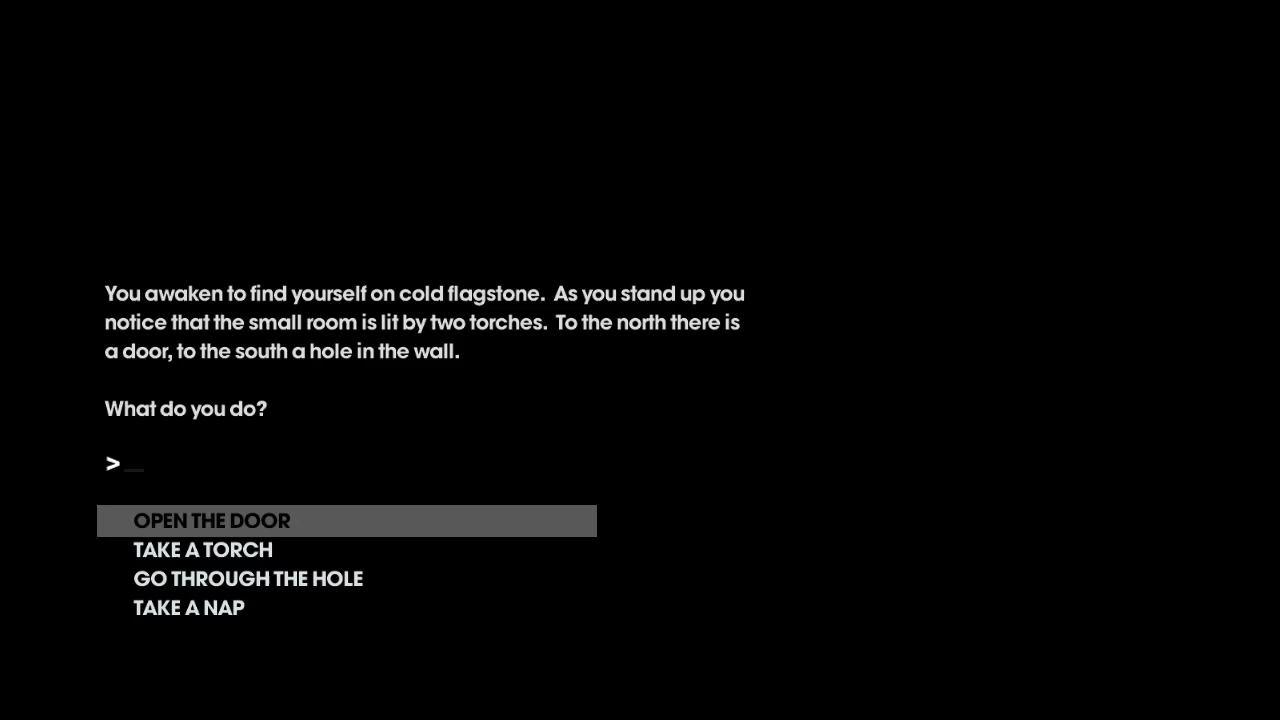 You awaken to find yourself on cold flagstone.  As you stand up you
notice that the small room is lit by two torches.  To the north there is
a door, to the south a hole in the wall.
What do you do?
>_
OPEN THE DOOR
TAKE A TORCH
GO THROUGH THE HOLE
TAKE A NAP